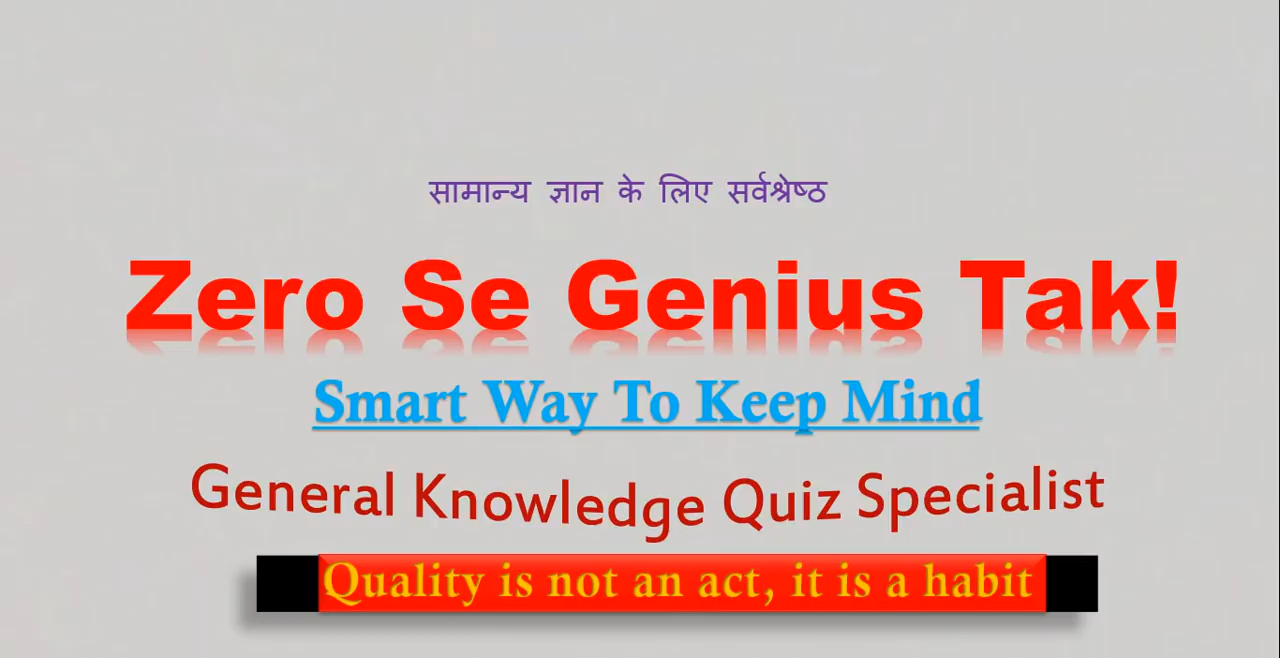 सामान्य ज्ञान के लिए सर्वश्रेष्ठ
Zero Se Genius Tak!
Smart Way To Keep Mind
General Knowledge Quiz Specialist
Quality is not an act, it is a habit